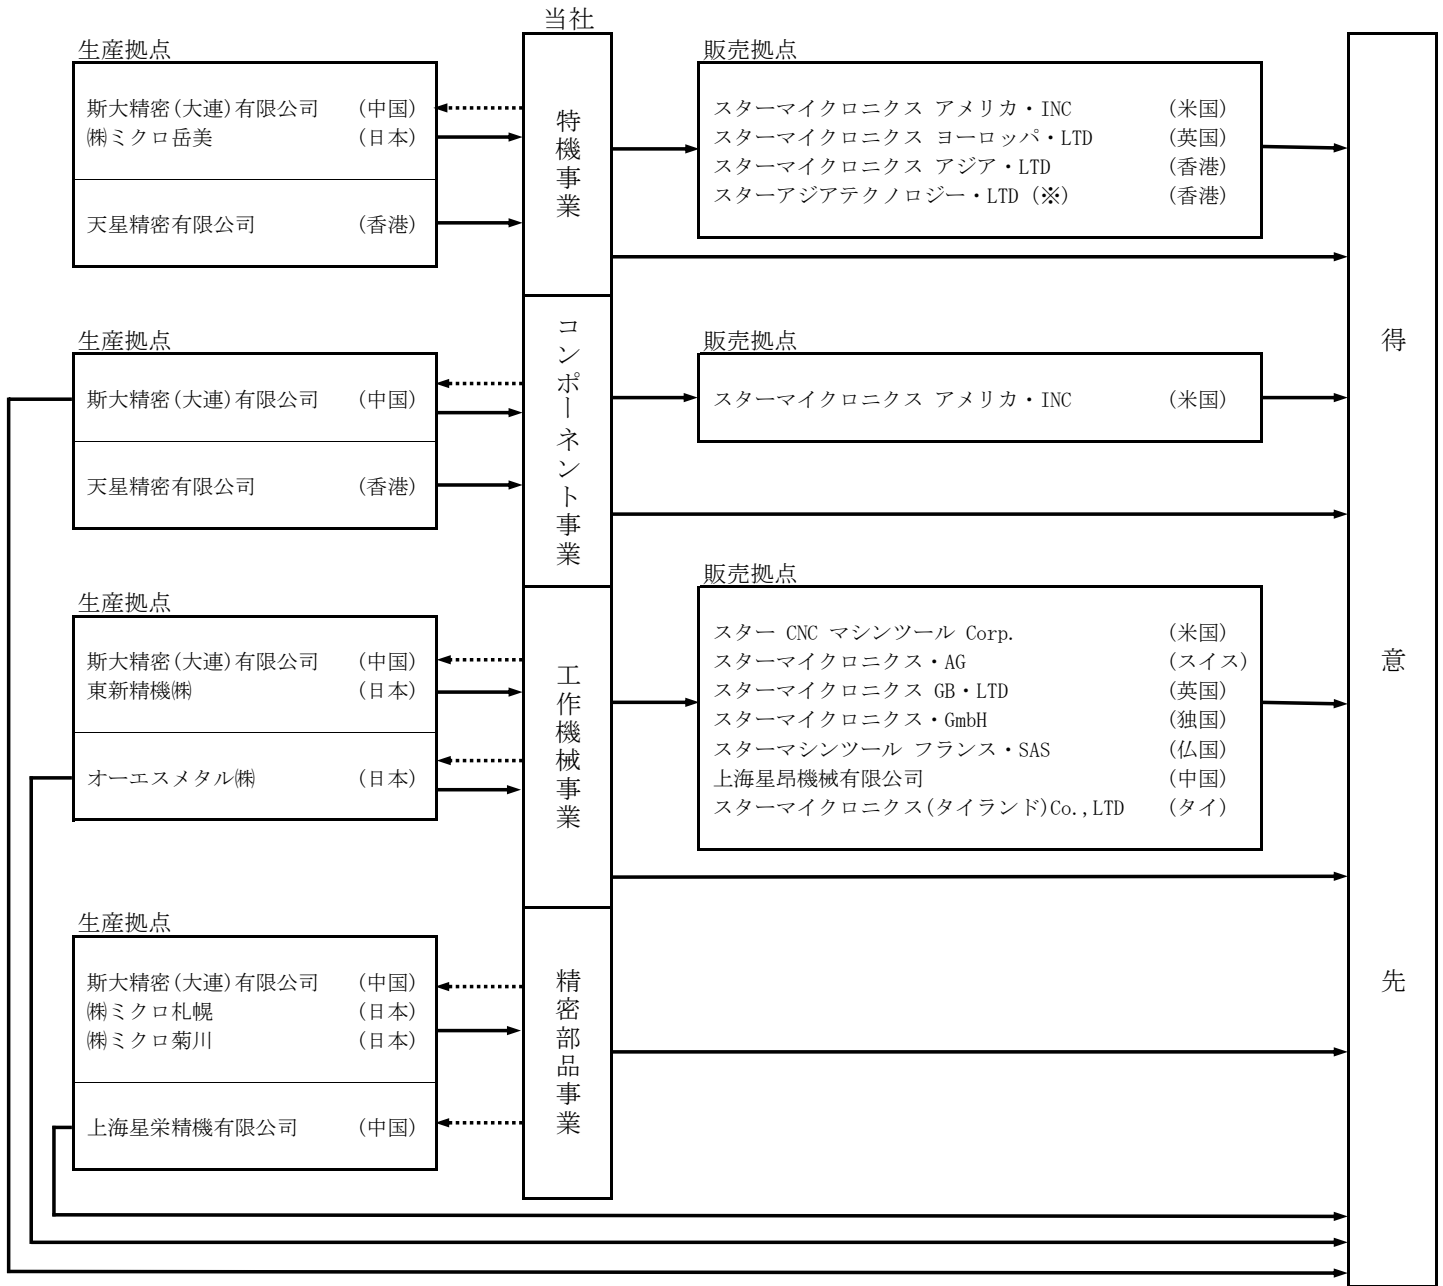 当社
生産拠点
斯大精密(大連)有限公司 (中国)
㈱ミクロ岳美 (日本)
天星精密有限公司 (香港)
特機事業
販売拠点
スターマイクロニクス アメリカ・INC (米国)
スターマイクロニクス ヨーロッパ・LTD (英国)
スターマイクロニクス アジア・LTD (香港)
スターアジアテクノロジー・LTD (※) (香港)
生産拠点
斯大精密(大連)有限公司 (中国)
天星精密有限公司 (香港)
コンポーネント事業
販売拠点
スターマイクロニクス アメリカ・INC (米国)
生産拠点
斯大精密(大連)有限公司 (中国)
東新精機㈱ (日本)
オーエスメタル㈱ (日本)
工作機械事業
販売拠点
スター CNC マシンツール Corp. (米国)
スターマイクロニクス・AG (スイス)
スターマイクロニクス GB・LTD (英国)
スターマイクロニクス・GmbH (独国)
スターマシンツール フランス・SAS (仏国)
上海星昂機械有限公司 (中国)
スターマイクロニクス(タイランド)Co.,LTD (タイ)
生産拠点
斯大精密(大連)有限公司 (中国)
㈱ミクロ札幌 (日本)
㈱ミクロ菊川 (日本)
上海星栄精機有限公司 (中国)
精密部品事業
得意先